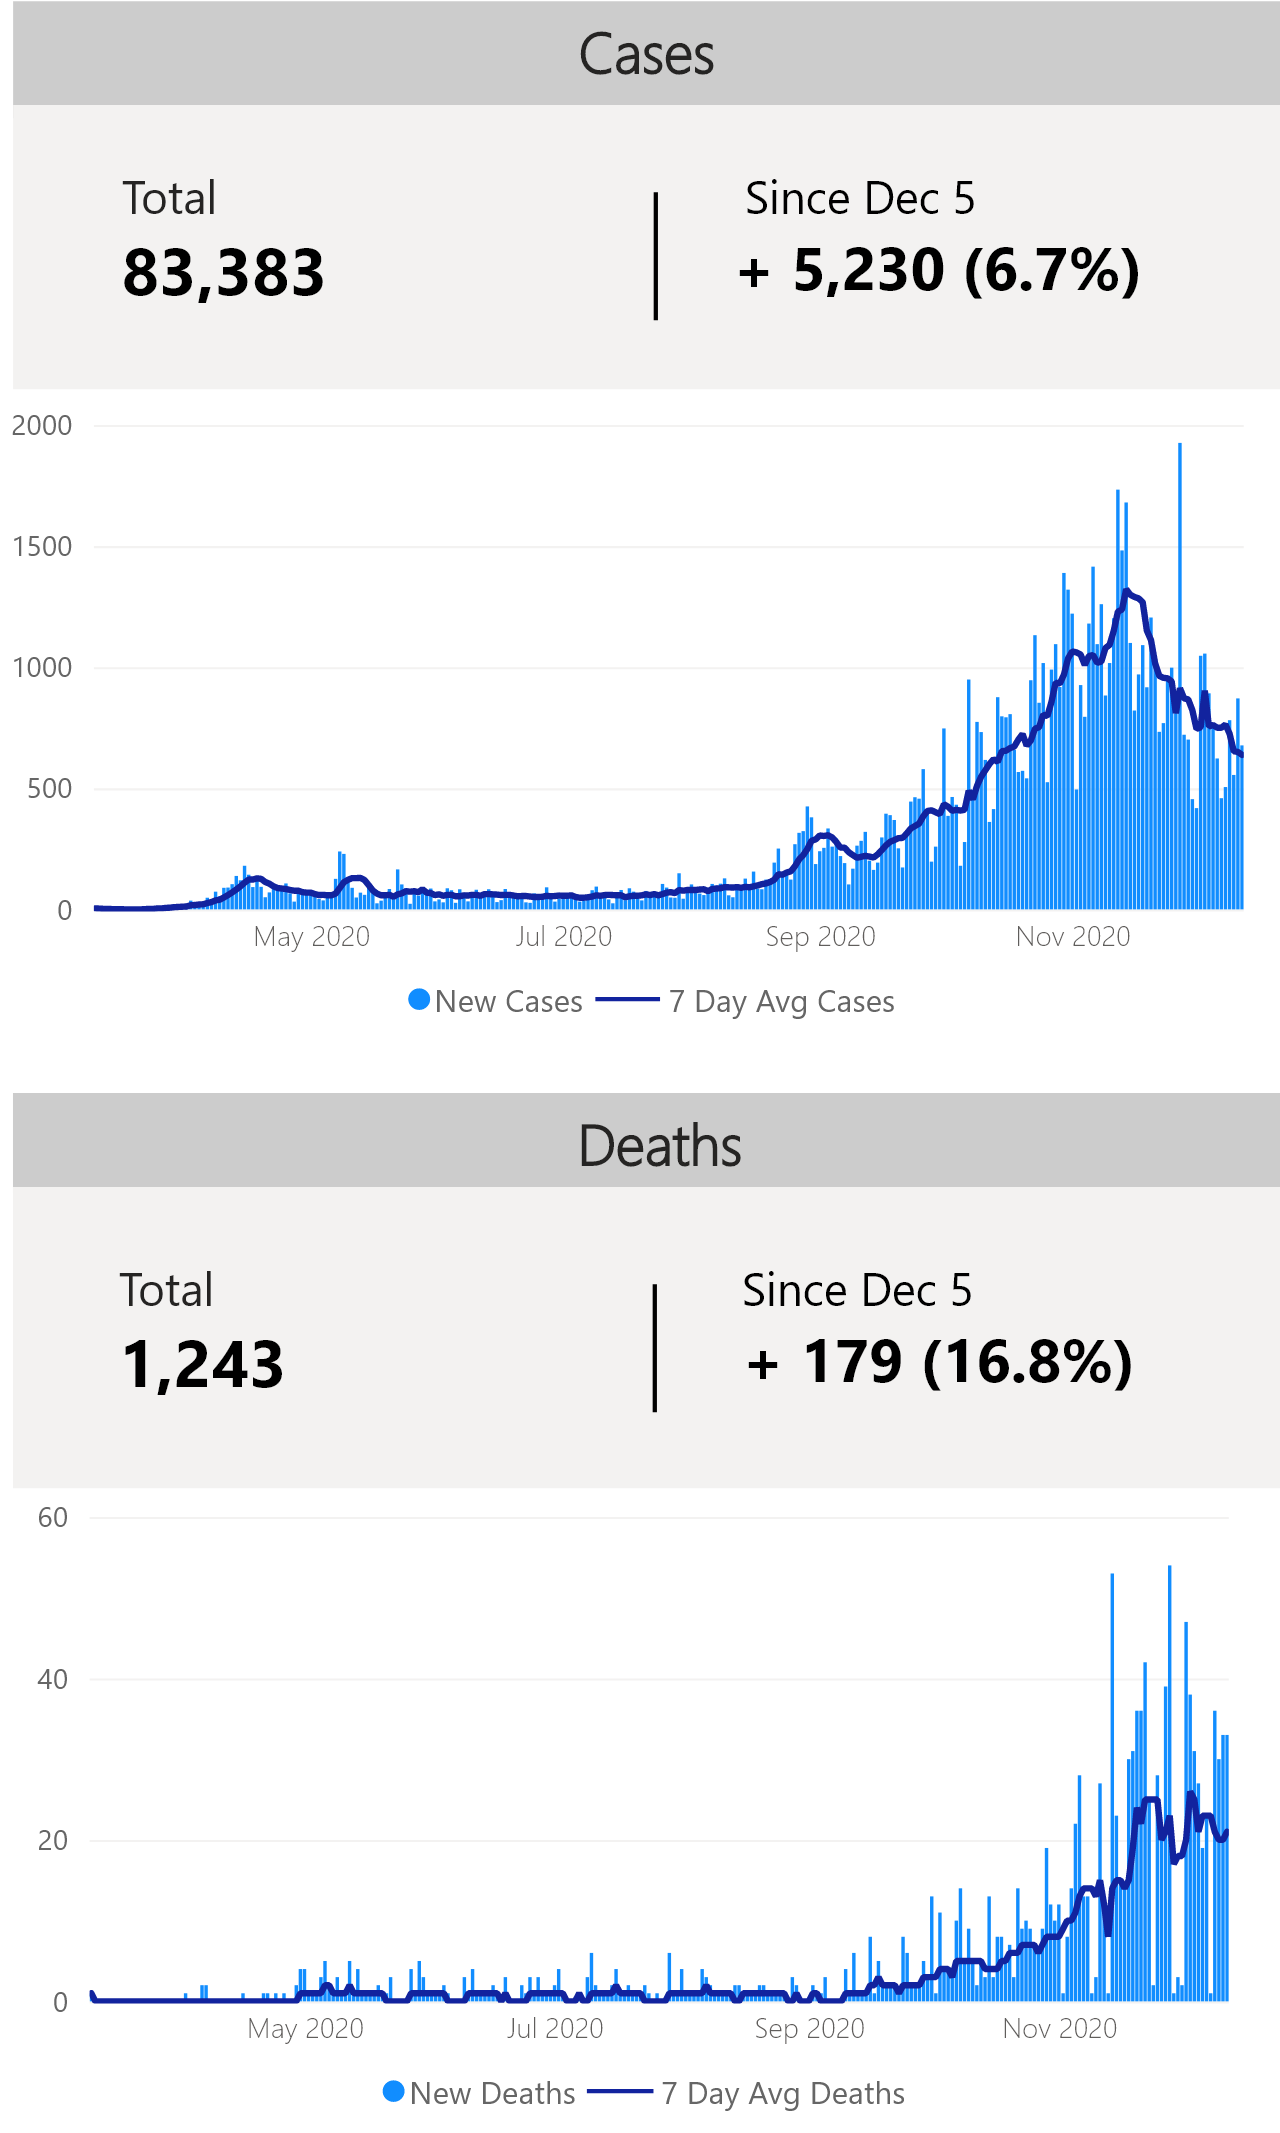 Cases
Total
Since Dec 5
83,383
+ 5,230 (6.7%)
2000
1500
1000
500
0
May 2020
Jul 2020
Sep 2020
Nov 2020
New Cases
7 Day Avg Cases
Deaths
Total
Since Dec 5
1,243
+ 179 (16.8%)
60
40
20
0
May 2020
Jul 2020
Sep 2020
Nov 2020
New Deaths
7 Day Avg Deaths